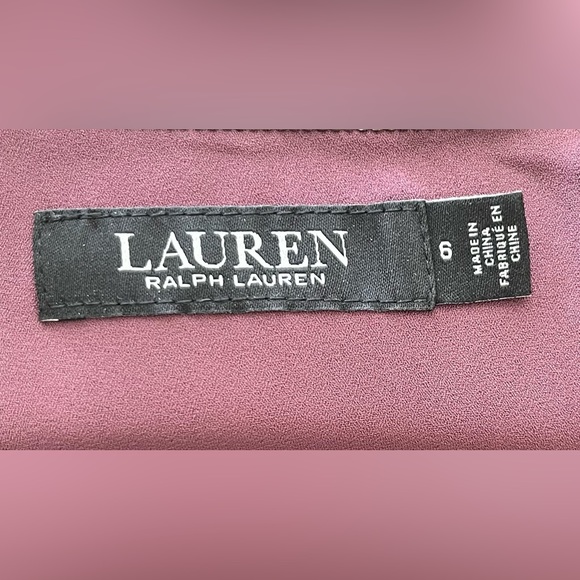 LAUREN
RALPH LAUREN
6
MADE IN
CHINA
FABRIQUÉ EN
CHINE